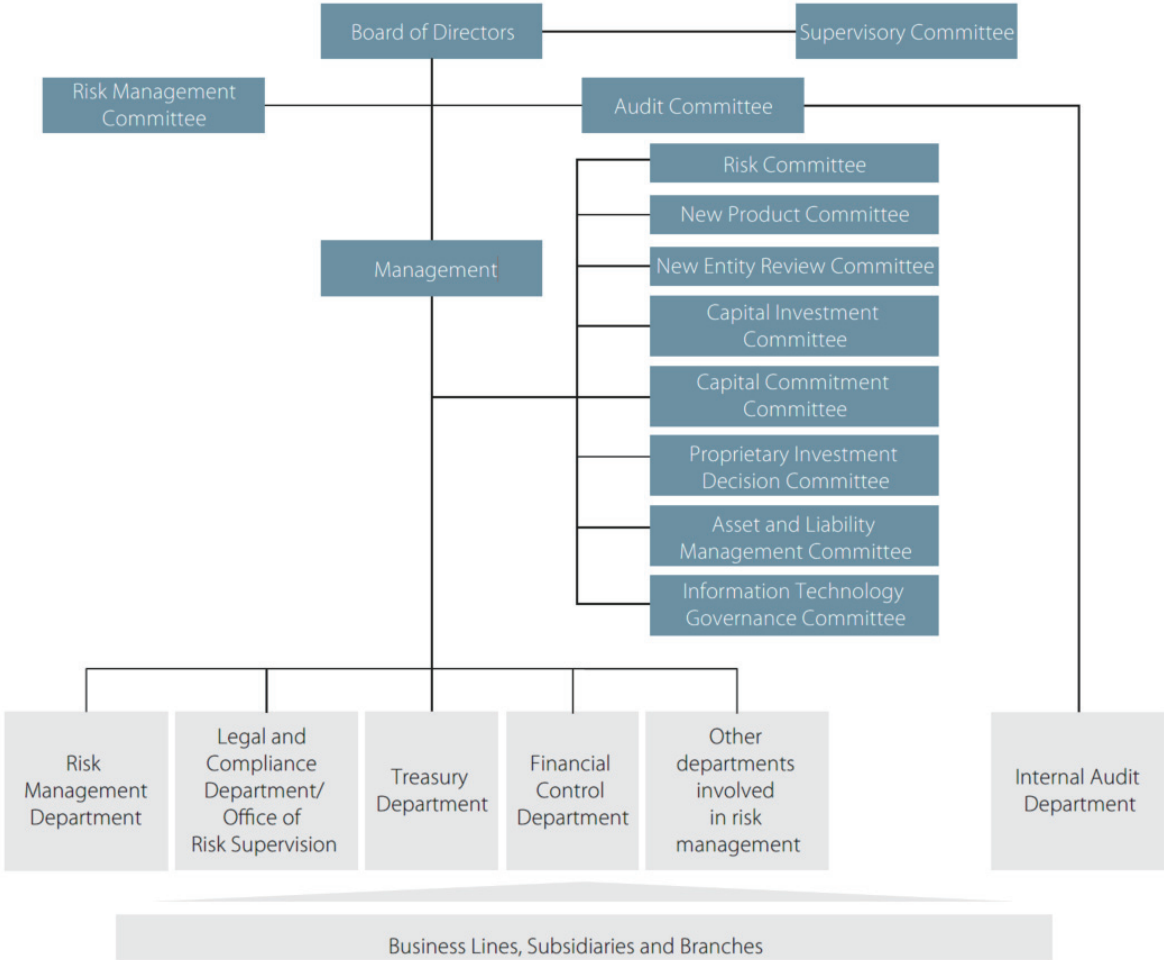 Board of Directors
Supervisory Committee
Risk Management
Committee
Audit Committee
Risk Committee
New Product Committee
Management
New Entity Review Committee
Capital Investment
Committee
Capital Commitment
Committee
Proprietary Investment
Decision Committee
Asset and Liability
Management Committee
Information Technology
Governance Committee
Risk
Management
Department
Legal and
Compliance
Department/
Office of
Risk Supervision
Treasury
Department
Financial
Control
Department
Other
departments
involved
in risk
management
Internal Audit
Department
Business Lines, Subsidiaries and Branches